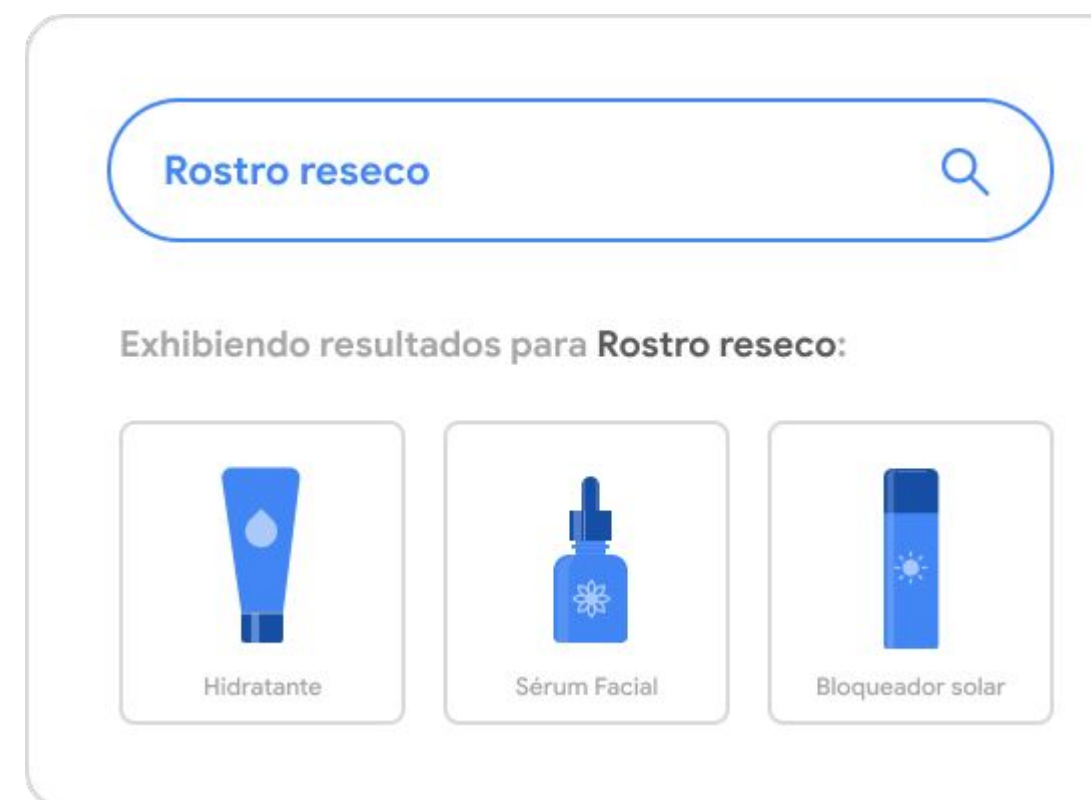 Rostro reseco
Exhibiendo resultados para Rostro reseco:
Hidratante
Sérum Facial
Bloqueador solar